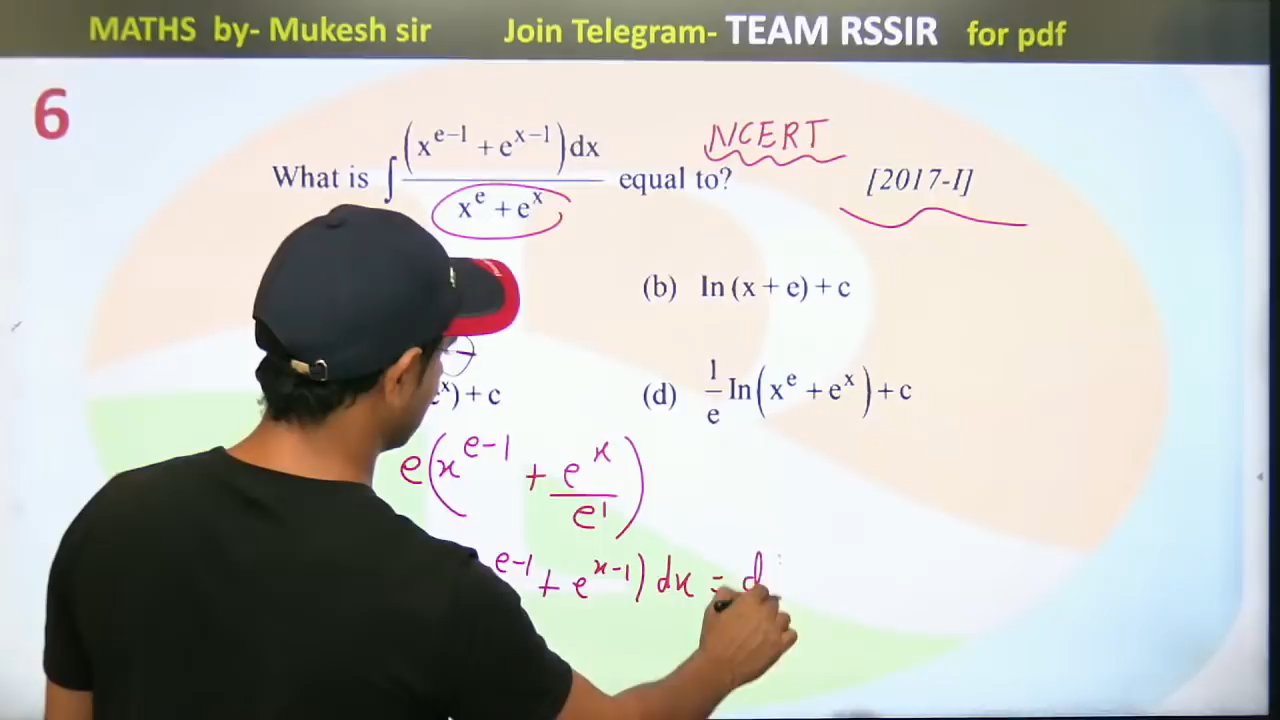 MATHS by- Mukesh sir Join Telegram- TEAM RSSIR for pdf
6
What is ∫ (x^{e-1} + e^{x-1}) dx / (x^e + e^x) equal to? NCERT [2017-I]
(b) ln (x + e) + c
^x) + c (d) 1/e In(x^e + e^x) + c
e(x^{e-1} + e^x/e^1)
^{e-1} + e^{x-1}) dx = d